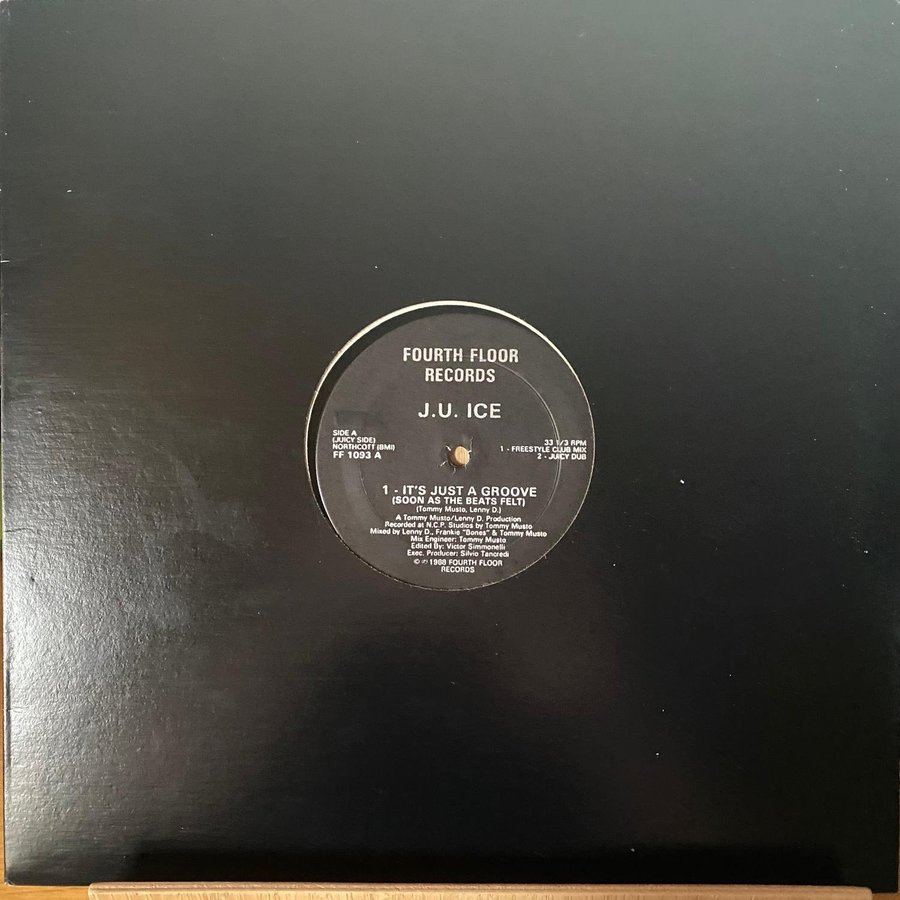 FOURTH FLOOR
RECORDS
J.U. ICE
SIDE A
(JUICY SIDE)
NORTHCOTT (BMI)
FF 1093 A
33 1/3 RPM
1 - FREESTYLE CLUB MIX
2 - JUICY DUB
1 - IT'S JUST A GROOVE
(SOON AS THE BEATS FELT)
(Tommy Musto, Lenny D.)
A Tommy Musto/Lenny D. Production
Recorded at N.C.P. Studios by Tommy Musto
Mixed by Lenny D., Frankie "Bones" & Tommy Musto
Mix Engineer: Tommy Musto
Edited By: Victor Simmonelli
Exec. Producer: Silvio Tancredi
© ℗ 1988 FOURTH FLOOR
RECORDS